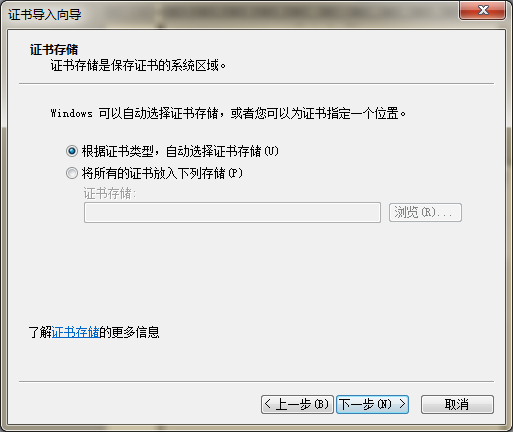 证书导入向导
证书存储
证书存储是保存证书的系统区域。
Windows 可以自动选择证书存储，或者您可以为证书指定一个位置。
根据证书类型，自动选择证书存储(U)
将所有的证书放入下列存储(P)
证书存储:
浏览(R)...
了解证书存储的更多信息
< 上一步(B) 下一步(N) > 取消